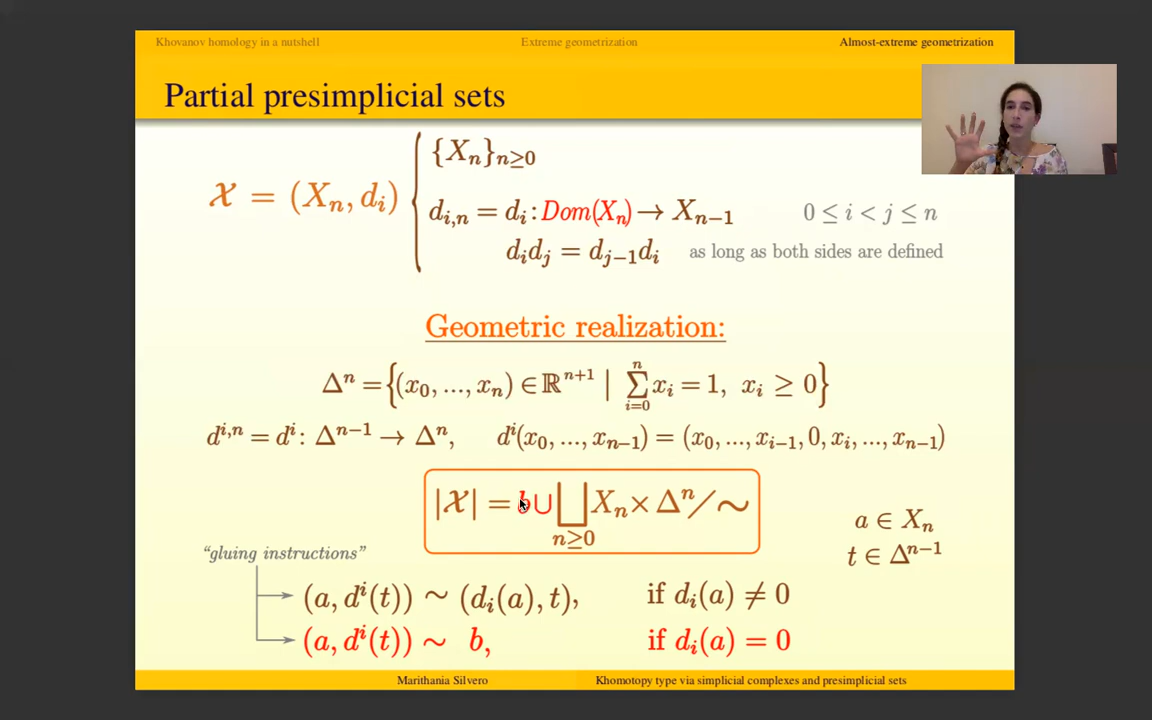 Khovanov homology in a nutshell Extreme geometrization Almost-extreme geometrization
Partial presimplicial sets
𝒳 = (Xₙ, dᵢ)
{Xₙ}ₙ≥₀
dᵢ,ₙ = dᵢ : Dom(Xₙ) → Xₙ₋₁ 0 ≤ i < j ≤ n
dᵢdⱼ = dⱼ₋₁dᵢ as long as both sides are defined
Geometric realization:
Δⁿ = {(x₀, ..., xₙ) ∈ ℝⁿ⁺¹ | ∑ᵢ₌₀ⁿ xᵢ = 1, xᵢ ≥ 0}
dⁱ,ⁿ = dⁱ : Δⁿ⁻¹ → Δⁿ, dⁱ(x₀, ..., xₙ₋₁) = (x₀, ..., xᵢ₋₁, 0, xᵢ, ..., xₙ₋₁)
|𝒳| = b ∪ ⨆ₙ≥₀ Xₙ × Δⁿ/∼
a ∈ Xₙ
t ∈ Δⁿ⁻¹
“gluing instructions”
(a, dⁱ(t)) ∼ (dᵢ(a), t), if dᵢ(a) ≠ 0
(a, dⁱ(t)) ∼ b, if dᵢ(a) = 0
Marithania Silvero Khomotopy type via simplicial complexes and presimplicial sets